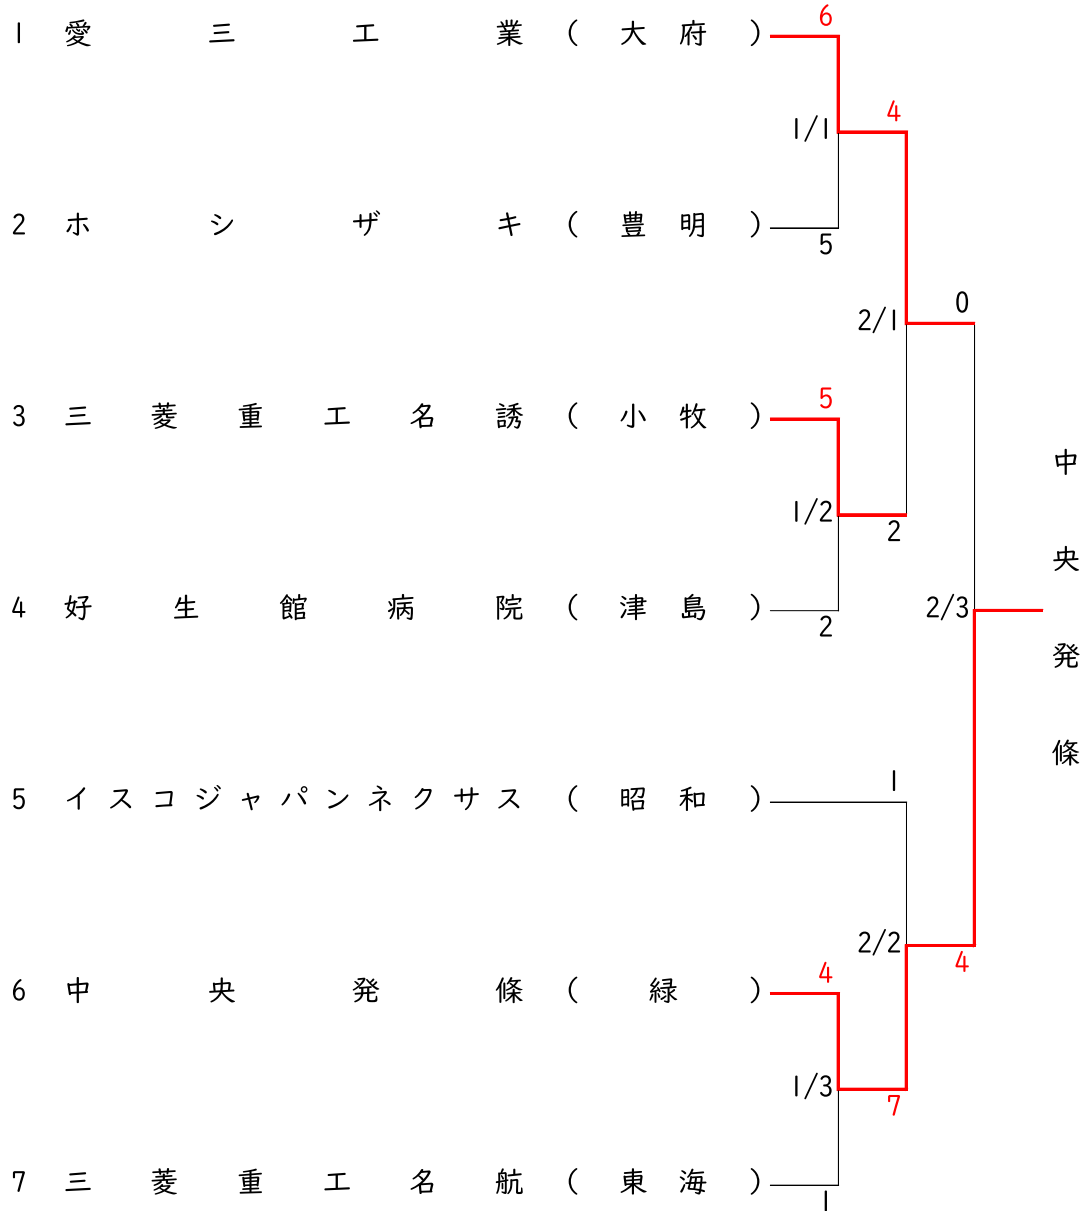 6
1 愛三工業(大府)
4
1/1
2 ホシザキ(豊明)
5
0
2/1
5
3 三菱重工名誘(小牧)
中央発條
1/2
2
4 好生館病院(津島)
2/3
2
1
5 イスコジャパンネクサス(昭和)
2/2
4
4
6 中央発條(緑)
1/3
7
7 三菱重工名航(東海)
1